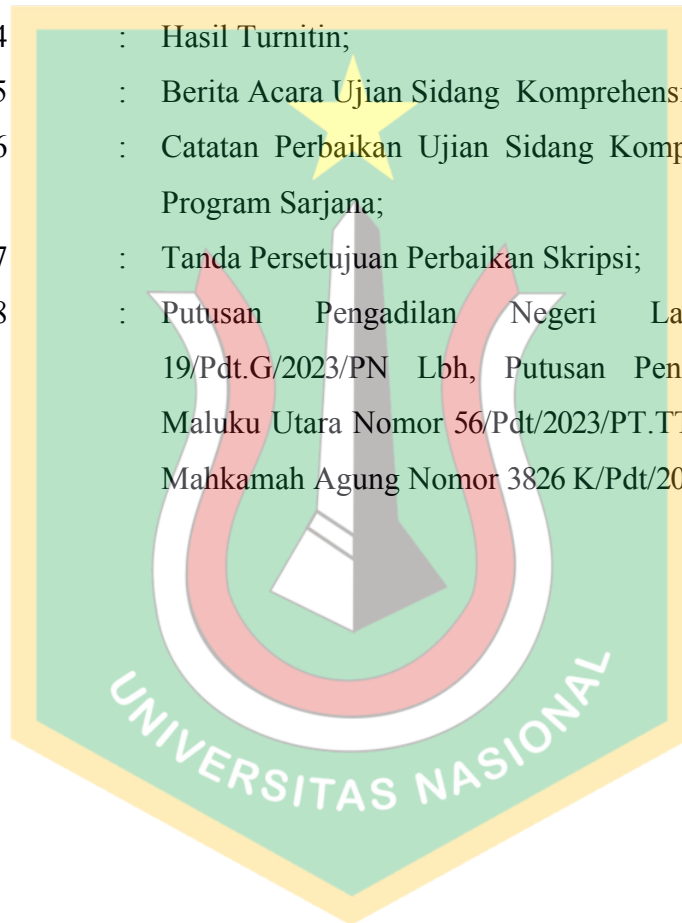 4 : Hasil Turnitin;
5 : Berita Acara Ujian Sidang Komprehensi
6 : Catatan Perbaikan Ujian Sidang Komp
Program Sarjana;
7 : Tanda Persetujuan Perbaikan Skripsi;
8 : Putusan Pengadilan Negeri La
19/Pdt.G/2023/PN Lbh, Putusan Pen
Maluku Utara Nomor 56/Pdt/2023/PT.TT
Mahkamah Agung Nomor 3826 K/Pdt/20
UNIVERSITAS NASIONAL